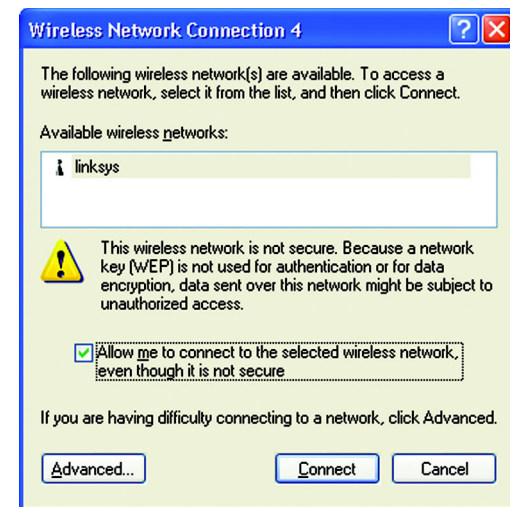 Wireless Network Connection 4
The following wireless network(s) are available. To access a
wireless network, select it from the list, and then click Connect.
Available wireless networks:
linksys
This wireless network is not secure. Because a network
key (WEP) is not used for authentication or for data
encryption, data sent over this network might be subject to
unauthorized access.
Allow me to connect to the selected wireless network,
even though it is not secure
If you are having difficulty connecting to a network, click Advanced.
Advanced... Connect Cancel